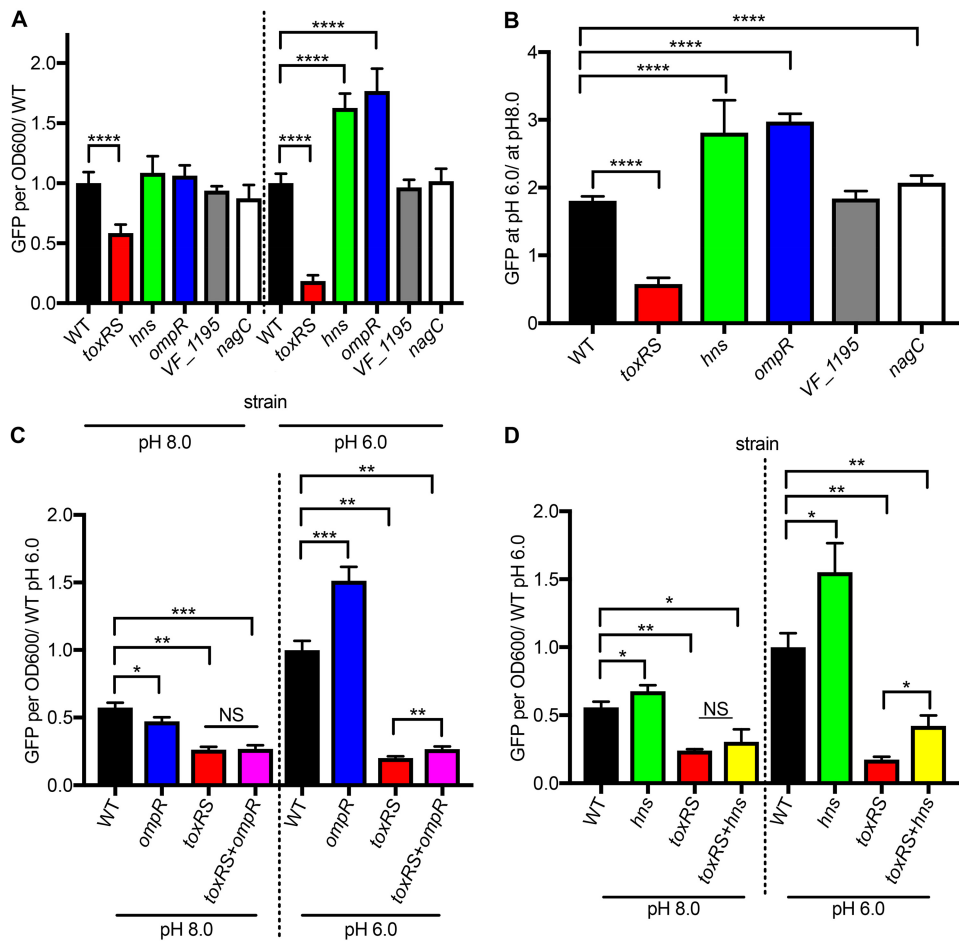 A
GFP per OD600/ WT
2.0
1.5
1.0
0.5
0.0
****
****
****
****
WT
toxRS
hns
ompR
VF_1195
nagC
WT
toxRS
hns
ompR
VF_1195
nagC
strain
pH 8.0
pH 6.0
B
GFP at pH 6.0/ at pH8.0
4
3
2
1
0
****
****
****
****
WT
toxRS
hns
ompR
VF_1195
nagC
C
GFP per OD600/ WT pH 6.0
2.0
1.5
1.0
0.5
0.0
***
**
*
NS
**
**
***
**
WT
ompR
toxRS
toxRS+ompR
WT
ompR
toxRS
toxRS+ompR
pH 8.0
pH 6.0
D
strain
GFP per OD600/ WT pH 6.0
2.0
1.5
1.0
0.5
0.0
*
**
*
NS
**
**
*
*
WT
hns
toxRS
toxRS+hns
WT
hns
toxRS
toxRS+hns
pH 8.0
pH 6.0